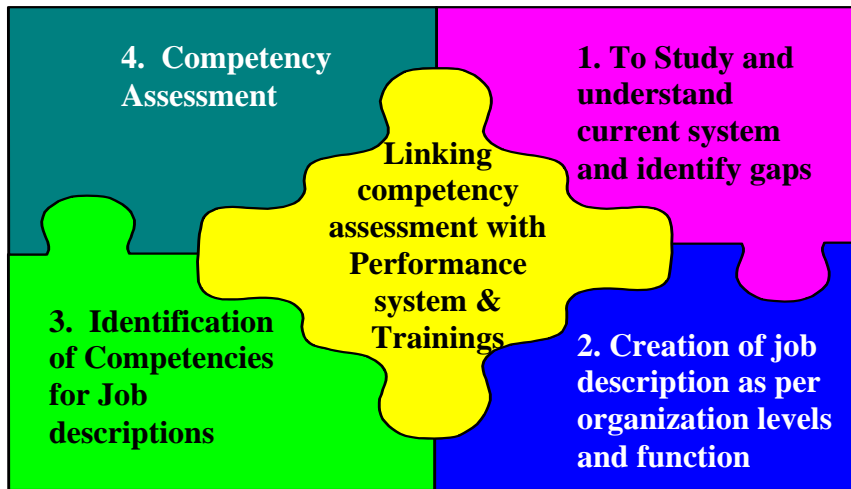 4. Competency
Assessment
1. To Study and
understand
current system
and identify gaps
Linking
competency
assessment with
Performance
system &
Trainings
3. Identification
of Competencies
for Job
descriptions
2. Creation of job
description as per
organization levels
and function